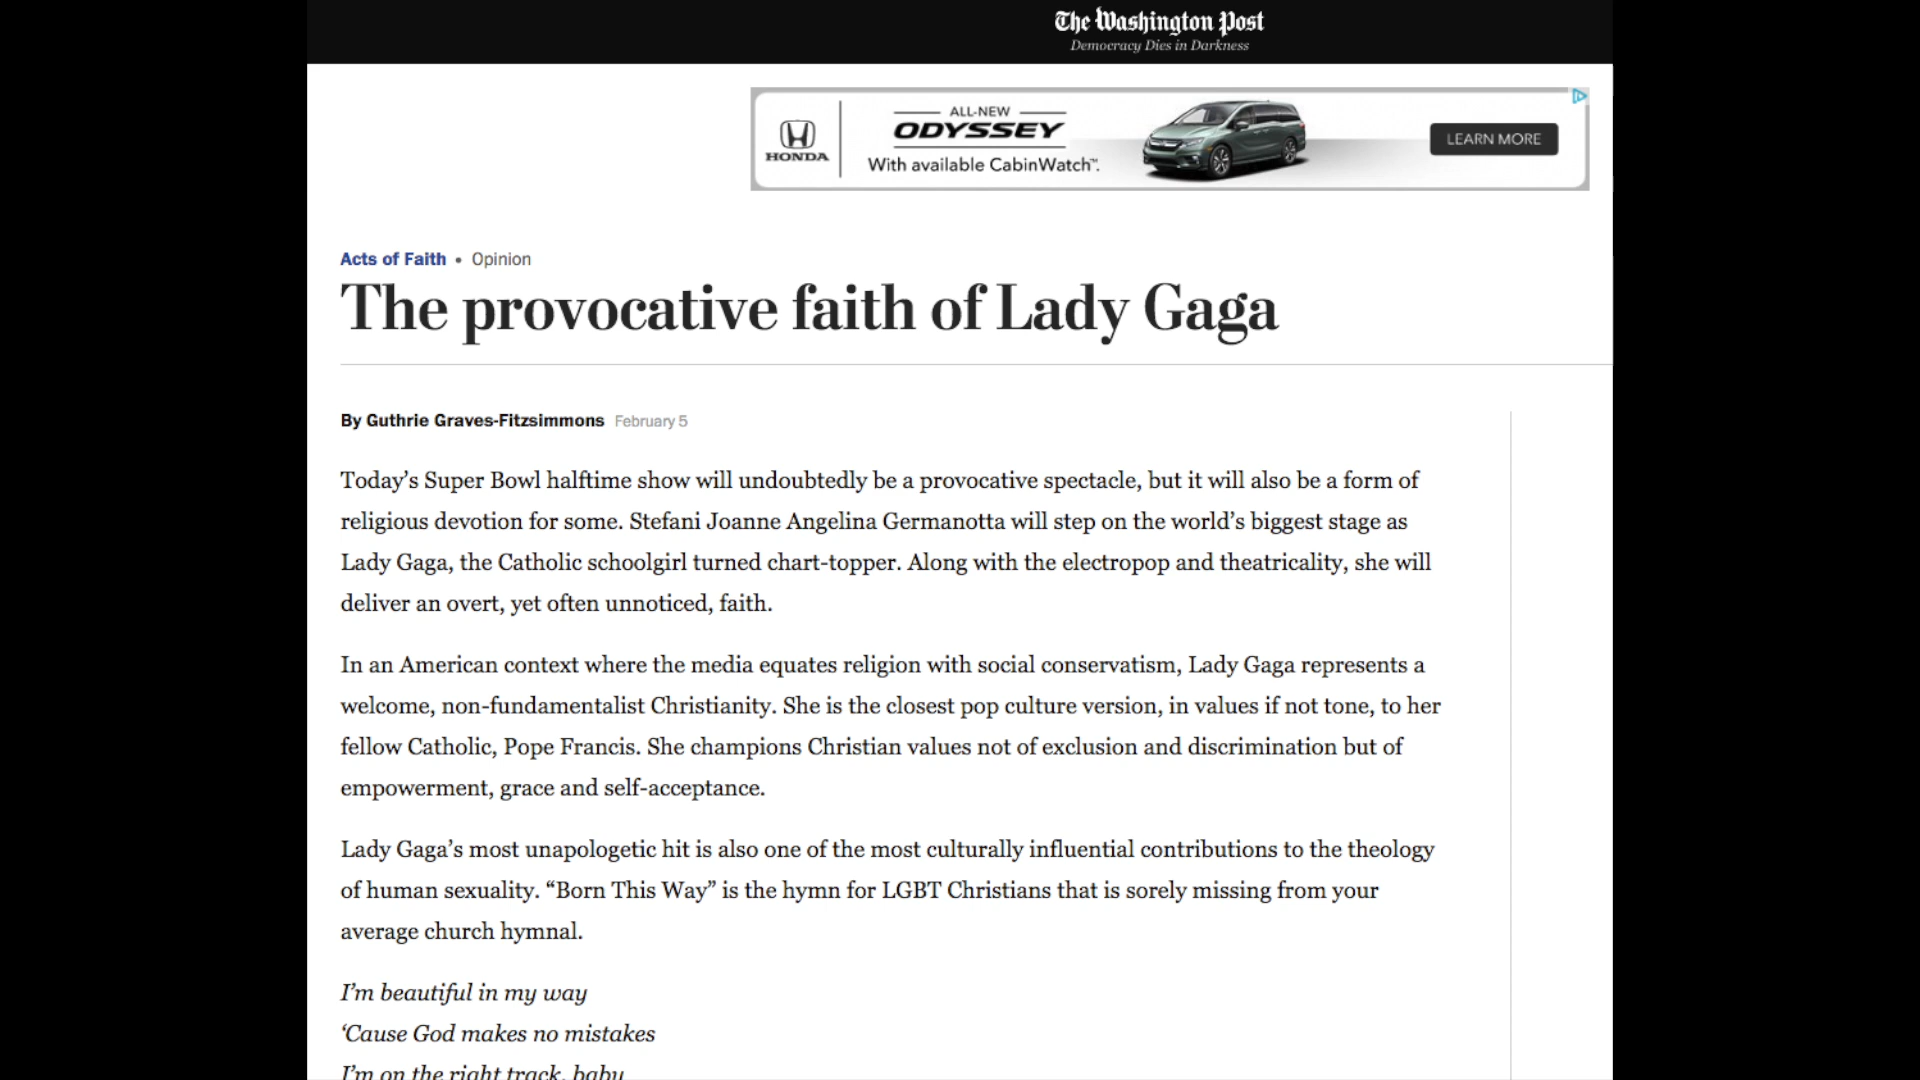 The Washington Post
Democracy Dies in Darkness
HONDA
ALL-NEW
ODYSSEY
With available CabinWatch™.
LEARN MORE
Acts of Faith • Opinion
The provocative faith of Lady Gaga
By Guthrie Graves-Fitzsimmons February 5
Today’s Super Bowl halftime show will undoubtedly be a provocative spectacle, but it will also be a form of
religious devotion for some. Stefani Joanne Angelina Germanotta will step on the world’s biggest stage as
Lady Gaga, the Catholic schoolgirl turned chart-topper. Along with the electropop and theatricality, she will
deliver an overt, yet often unnoticed, faith.
In an American context where the media equates religion with social conservatism, Lady Gaga represents a
welcome, non-fundamentalist Christianity. She is the closest pop culture version, in values if not tone, to her
fellow Catholic, Pope Francis. She champions Christian values not of exclusion and discrimination but of
empowerment, grace and self-acceptance.
Lady Gaga’s most unapologetic hit is also one of the most culturally influential contributions to the theology
of human sexuality. “Born This Way” is the hymn for LGBT Christians that is sorely missing from your
average church hymnal.
I’m beautiful in my way
‘Cause God makes no mistakes
I’m on the right track, baby